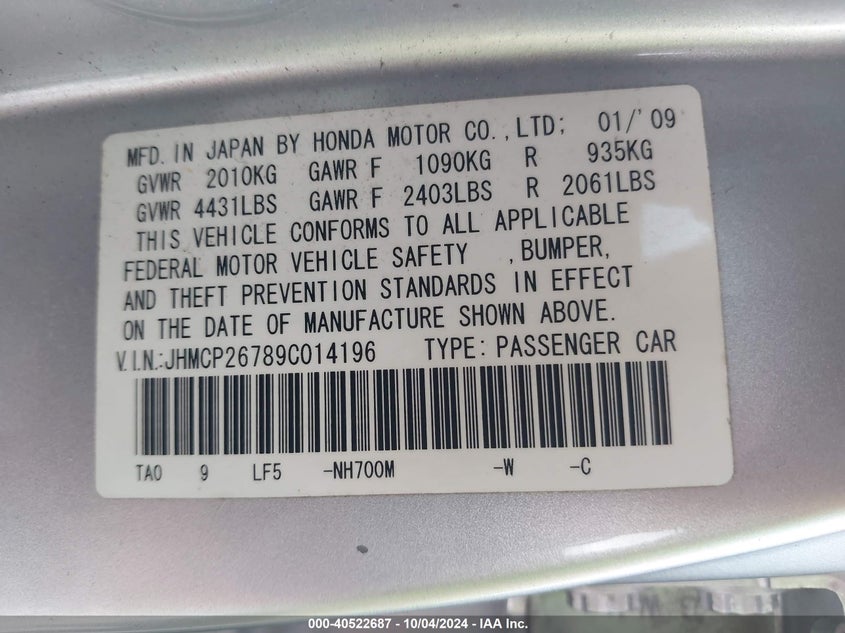 MFD. IN JAPAN BY HONDA MOTOR CO., LTD; 01/'09
GVWR 2010KG GAWR F 1090KG R 935KG
GVWR 4431LBS GAWR F 2403LBS R 2061LBS
THIS VEHICLE CONFORMS TO ALL APPLICABLE
FEDERAL MOTOR VEHICLE SAFETY , BUMPER,
AND THEFT PREVENTION STANDARDS IN EFFECT
ON THE DATE OF MANUFACTURE SHOWN ABOVE.
V.I.N.:JHMCP26789C014196 TYPE: PASSENGER CAR
TA0 9 LF5 -NH700M -W -C
000-40522687 - 10/04/2024 - IAA Inc.